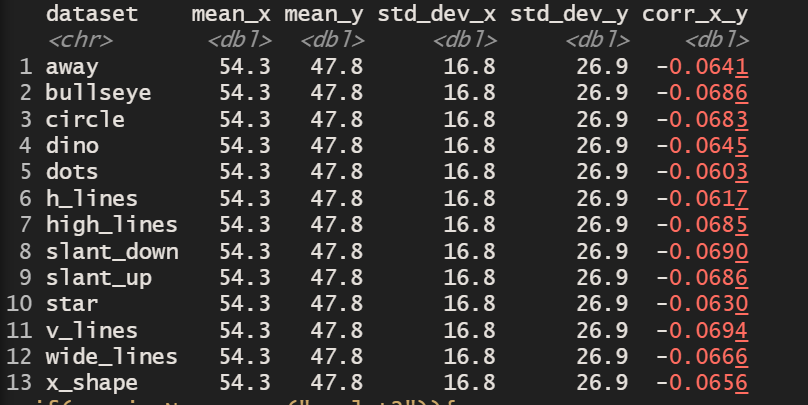 dataset mean_x mean_y std_dev_x std_dev_y corr_x_y
<chr> <dbl> <dbl> <dbl> <dbl> <dbl>
1 away 54.3 47.8 16.8 26.9 -0.0641
2 bullseye 54.3 47.8 16.8 26.9 -0.0686
3 circle 54.3 47.8 16.8 26.9 -0.0683
4 dino 54.3 47.8 16.8 26.9 -0.0645
5 dots 54.3 47.8 16.8 26.9 -0.0603
6 h_lines 54.3 47.8 16.8 26.9 -0.0617
7 high_lines 54.3 47.8 16.8 26.9 -0.0685
8 slant_down 54.3 47.8 16.8 26.9 -0.0690
9 slant_up 54.3 47.8 16.8 26.9 -0.0686
10 star 54.3 47.8 16.8 26.9 -0.0630
11 v_lines 54.3 47.8 16.8 26.9 -0.0694
12 wide_lines 54.3 47.8 16.8 26.9 -0.0666
13 x_shape 54.3 47.8 16.8 26.9 -0.0656